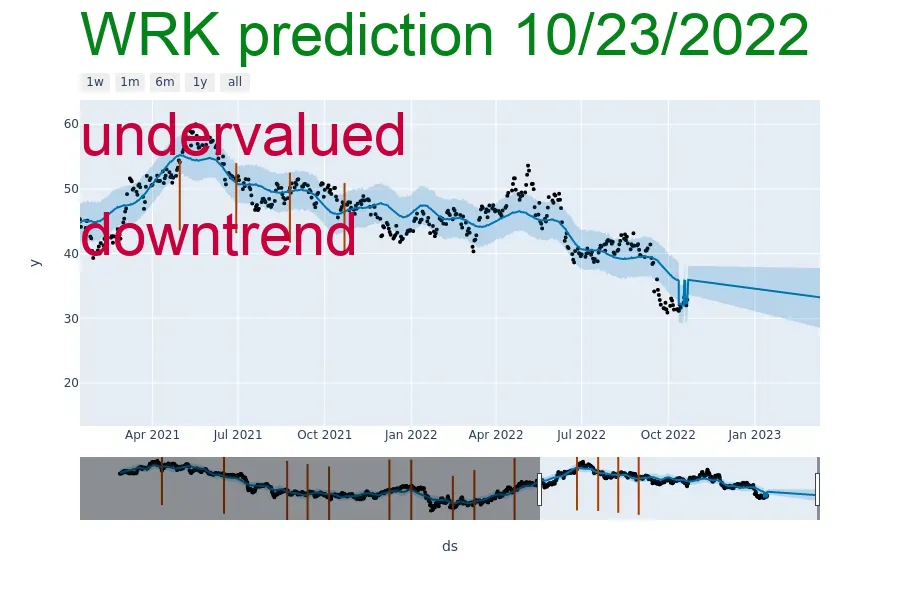 WRK prediction 10/23/2022
1w 1m 6m 1y all
60
undervalued
50
downtrend
40
y
30
20
Apr 2021 Jul 2021 Oct 2021 Jan 2022 Apr 2022 Jul 2022 Oct 2022 Jan 2023
ds